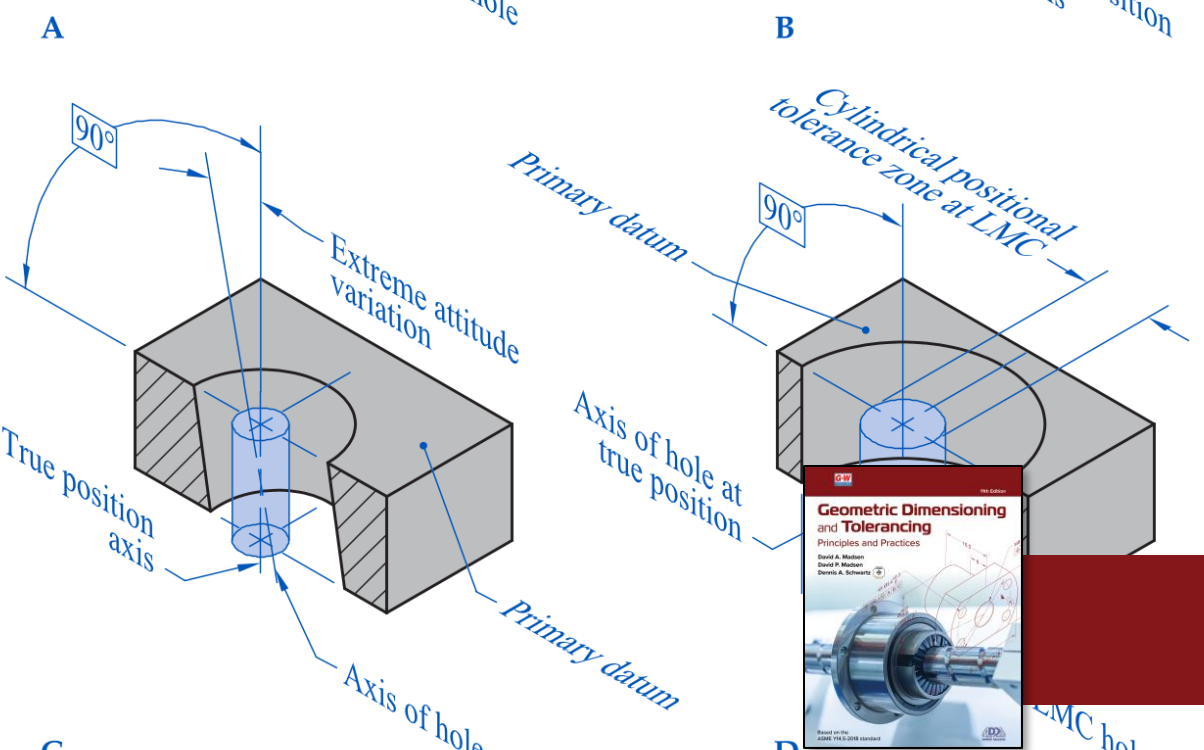 ole
ition
A
B
90°
Extreme attitude
variation
True position
axis
Axis of hole
Primary datum
Primary datum
90°
Cylindrical positional
tolerance zone at LMC
Axis of hole at
true position
G-W
11th Edition
Geometric Dimensioning
and Tolerancing
Principles and Practices
David A. Madsen
David P. Madsen
Dennis A. Schwartz
Based on the
ASME Y14.5-2018 standard
C
D
LMC hol